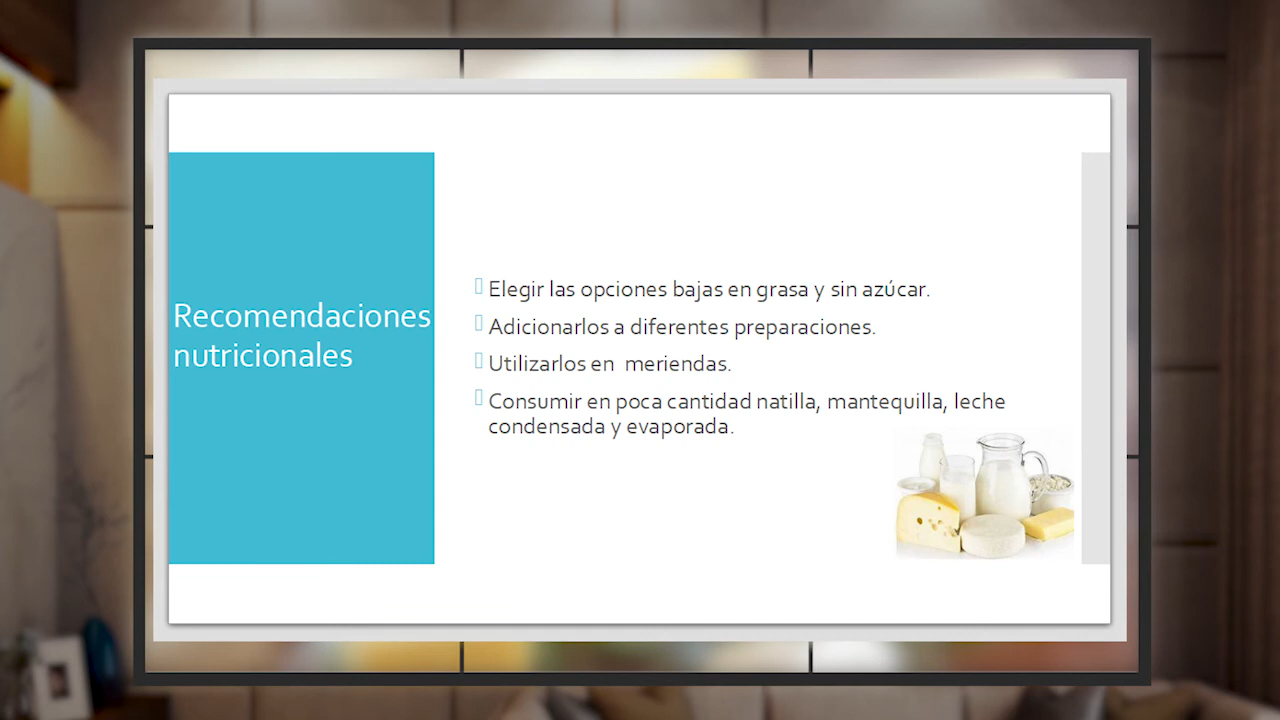 Recomendaciones
nutricionales
Elegir las opciones bajas en grasa y sin azúcar.
Adicionarlos a diferentes preparaciones.
Utilizarlos en  meriendas.
Consumir en poca cantidad natilla, mantequilla, leche
condensada y evaporada.